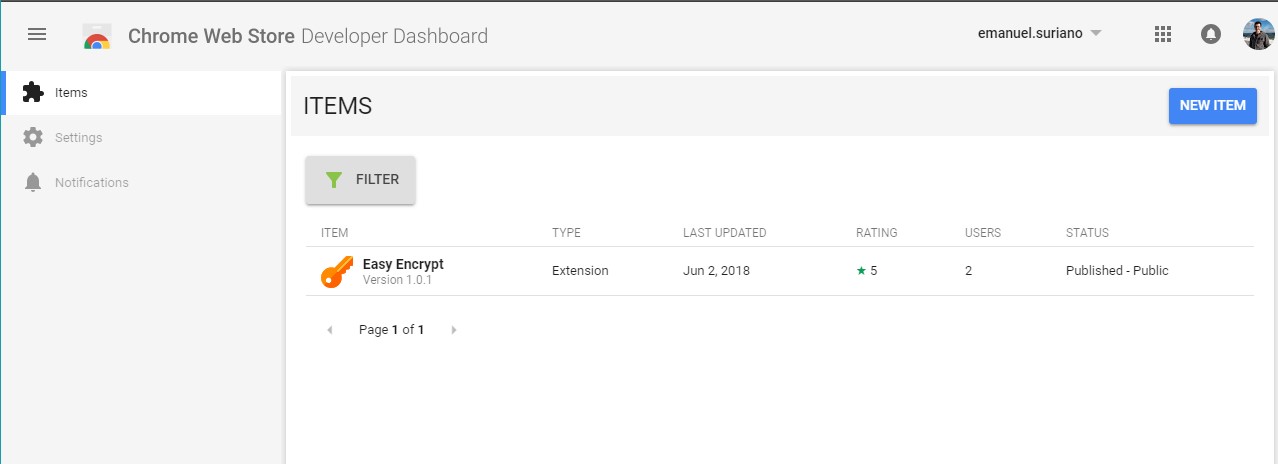 Chrome Web Store Developer Dashboard emanuel.suriano
Items
Settings
Notifications
ITEMS NEW ITEM
FILTER
ITEM TYPE LAST UPDATED RATING USERS STATUS
Easy Encrypt
Version 1.0.1
Extension Jun 2, 2018 ★ 5 2 Published - Public
Page 1 of 1